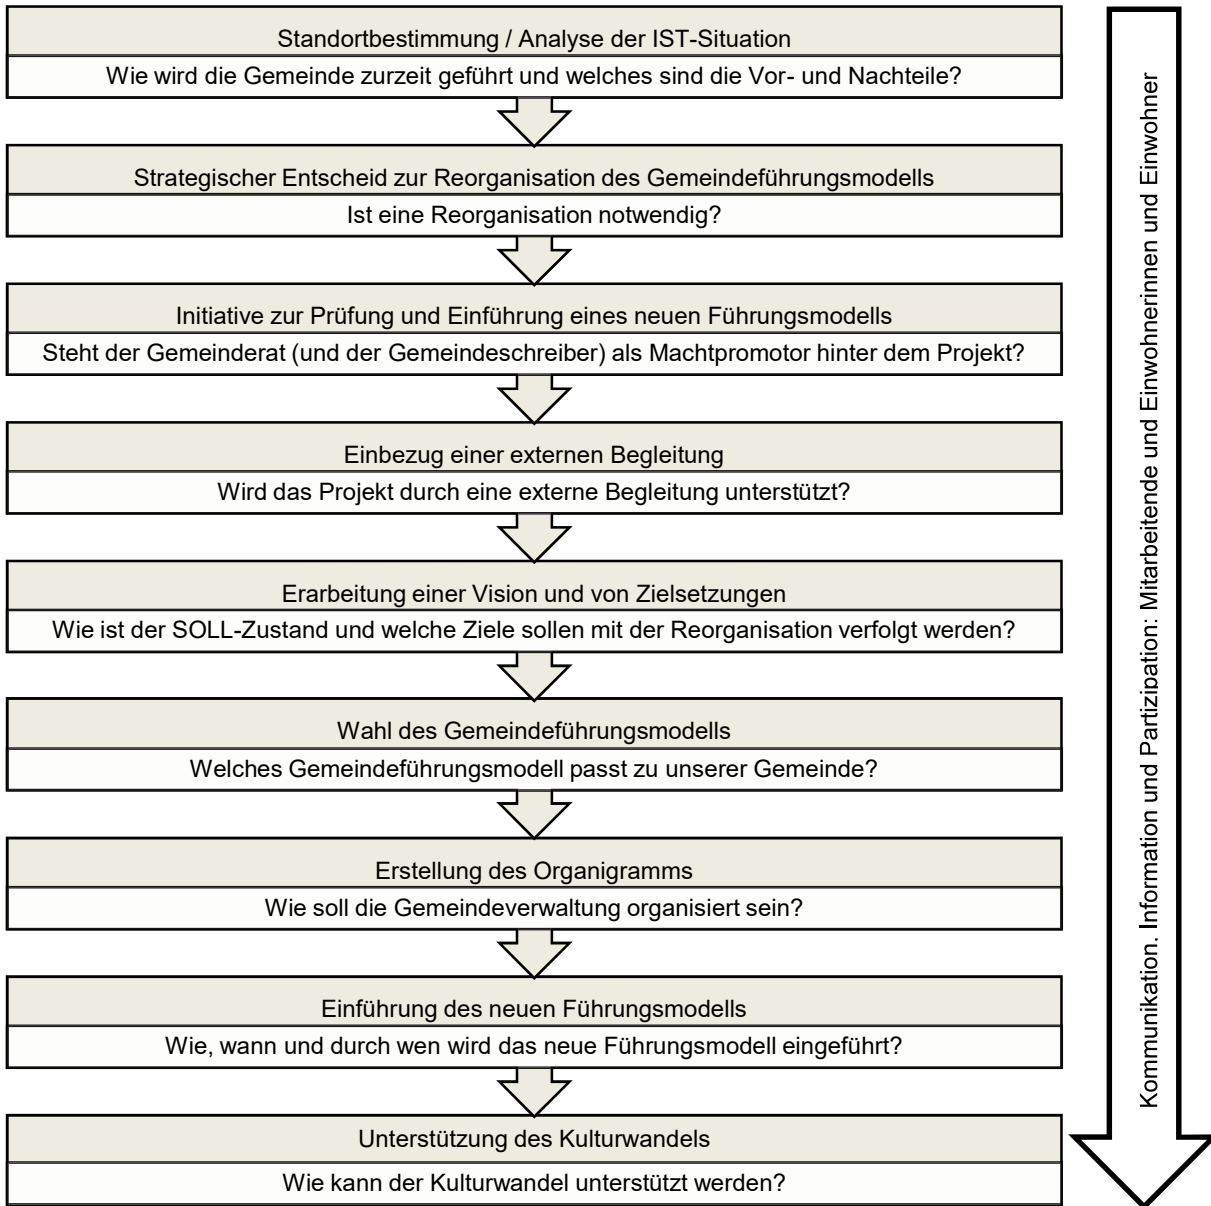 Standortbestimmung / Analyse der IST-Situation
Wie wird die Gemeinde zurzeit geführt und welches sind die Vor- und Nachteile?
Strategischer Entscheid zur Reorganisation des Gemeindeführungsmodells
Ist eine Reorganisation notwendig?
Initiative zur Prüfung und Einführung eines neuen Führungsmodells
Steht der Gemeinderat (und der Gemeindeschreiber) als Machtpromotor hinter dem Projekt?
Einbezug einer externen Begleitung
Wird das Projekt durch eine externe Begleitung unterstützt?
Erarbeitung einer Vision und von Zielsetzungen
Wie ist der SOLL-Zustand und welche Ziele sollen mit der Reorganisation verfolgt werden?
Wahl des Gemeindeführungsmodells
Welches Gemeindeführungsmodell passt zu unserer Gemeinde?
Erstellung des Organigramms
Wie soll die Gemeindeverwaltung organisiert sein?
Einführung des neuen Führungsmodells
Wie, wann und durch wen wird das neue Führungsmodell eingeführt?
Unterstützung des Kulturwandels
Wie kann der Kulturwandel unterstützt werden?
Kommunikation. Information und Partizipation: Mitarbeitende und Einwohnerinnen und Einwohner